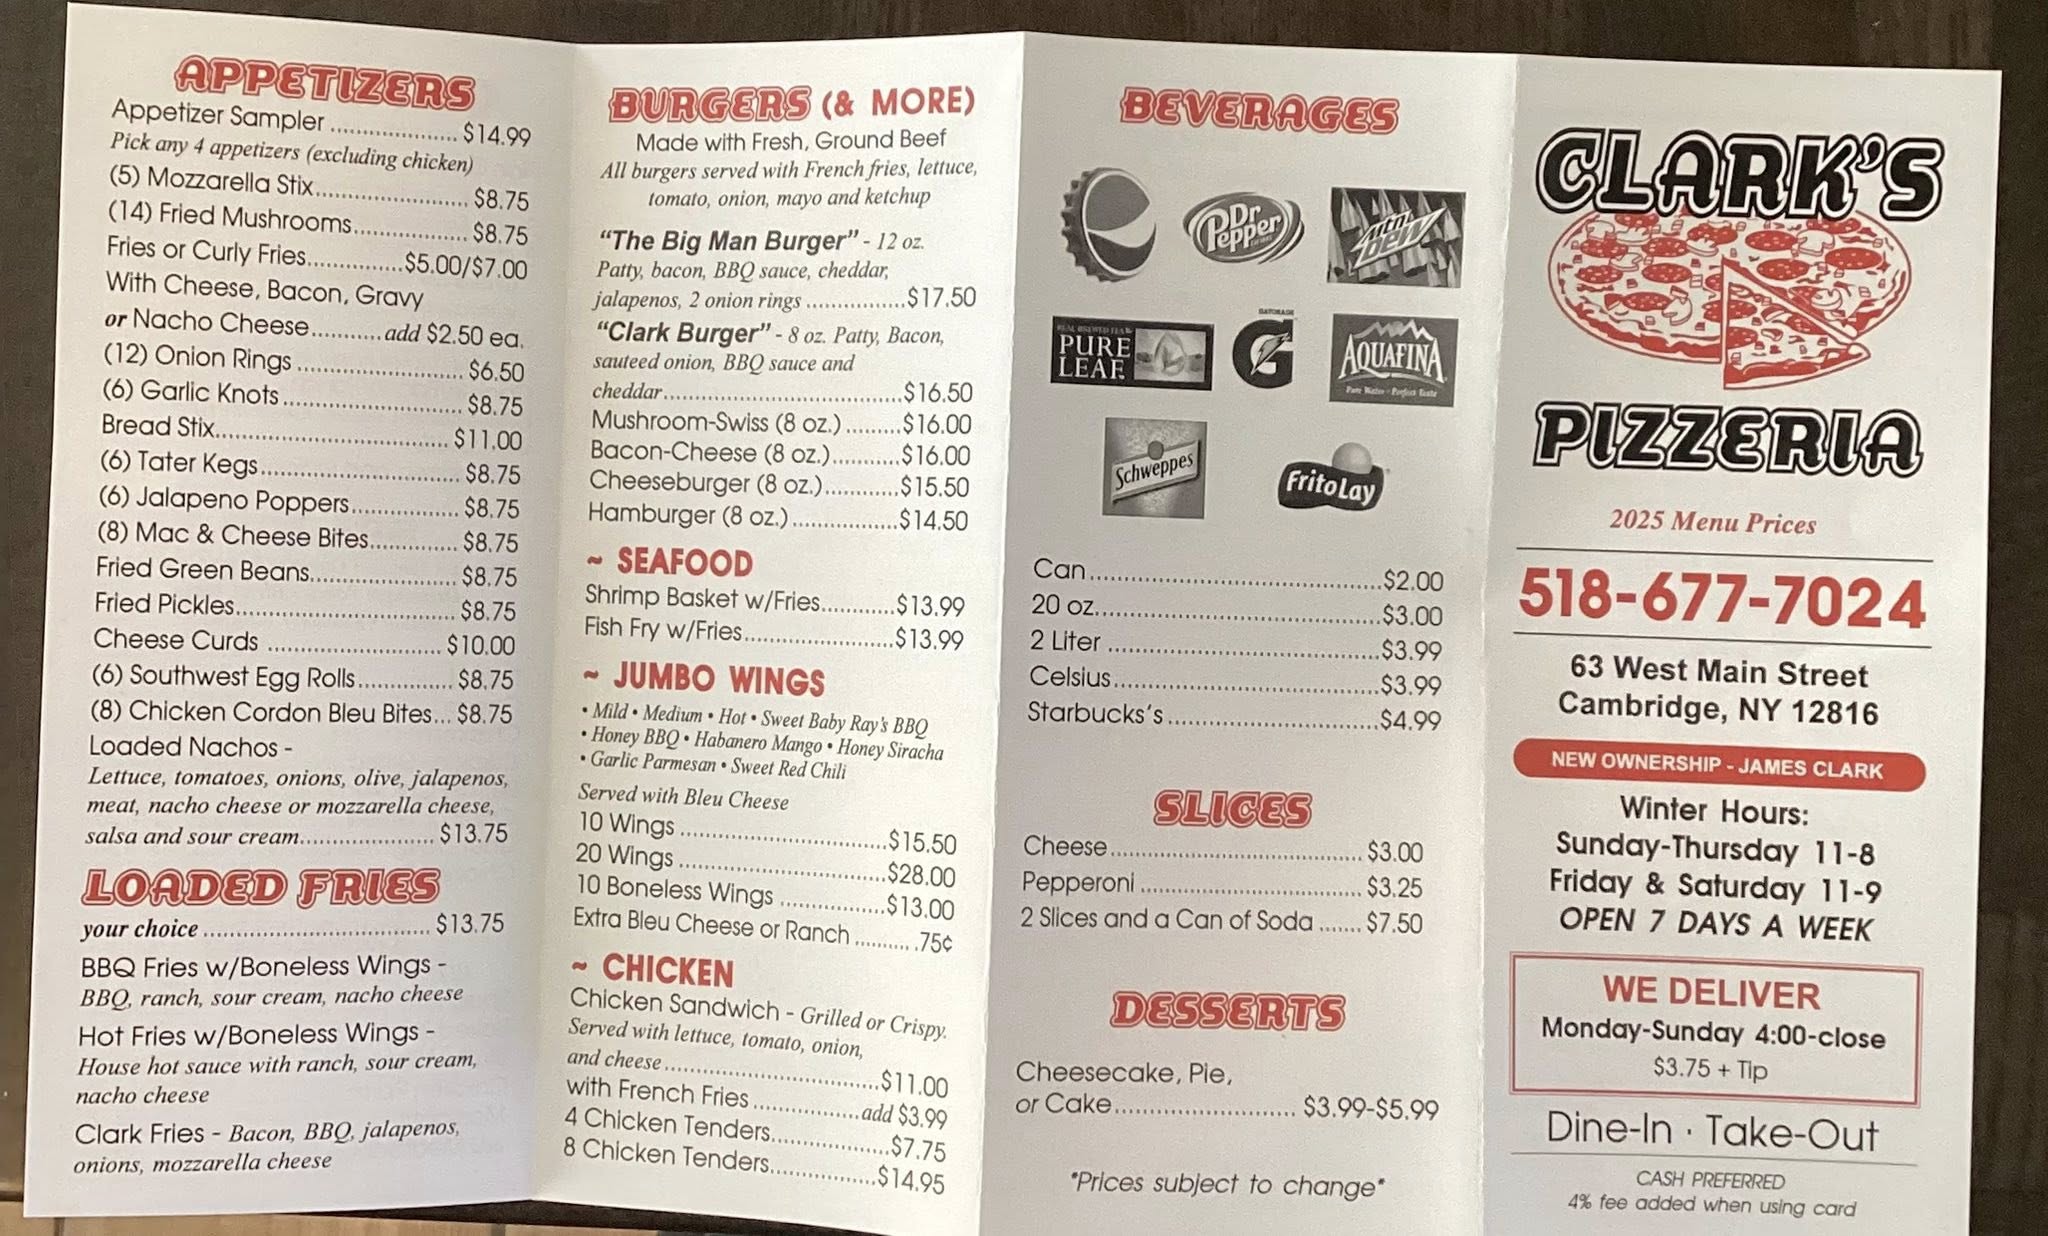 APPETIZERS
Appetizer Sampler .................... $14.99
Pick any 4 appetizers (excluding chicken)
(5) Mozzarella Stix............................. $8.75
(14) Fried Mushrooms.................... $8.75
Fries or Curly Fries.................$5.00/$7.00
With Cheese, Bacon, Gravy
or Nacho Cheese............add $2.50 ea.
(12) Onion Rings ............................. $6.50
(6) Garlic Knots ............................... $8.75
Bread Stix........................................ $11.00
(6) Tater Kegs................................... $8.75
(6) Jalapeno Poppers.................... $8.75
(8) Mac & Cheese Bites................ $8.75
Fried Green Beans.......................... $8.75
Fried Pickles...................................... $8.75
Cheese Curds .............................. $10.00
(6) Southwest Egg Rolls................. $8.75
(8) Chicken Cordon Bleu Bites... $8.75
Loaded Nachos -
Lettuce, tomatoes, onions, olive, jalapenos,
meat, nacho cheese or mozzarella cheese,
salsa and sour cream....................... $13.75
LOADED FRIES
your choice ....................................... $13.75
BBQ Fries w/Boneless Wings -
BBQ, ranch, sour cream, nacho cheese
Hot Fries w/Boneless Wings -
House hot sauce with ranch, sour cream,
nacho cheese
Clark Fries - Bacon, BBQ, jalapenos,
onions, mozzarella cheese
BURGERS (& MORE)
Made with Fresh, Ground Beef
All burgers served with French fries, lettuce,
tomato, onion, mayo and ketchup
"The Big Man Burger" - 12 oz.
Patty, bacon, BBQ sauce, cheddar,
jalapenos, 2 onion rings .................$17.50
"Clark Burger" - 8 oz. Patty, Bacon,
sauteed onion, BBQ sauce and
cheddar.........................................$16.50
Mushroom-Swiss (8 oz.) .........$16.00
Bacon-Cheese (8 oz.)............$16.00
Cheeseburger (8 oz.).............$15.50
Hamburger (8 oz.) ..................$14.50
~ SEAFOOD
Shrimp Basket w/Fries.............$13.99
Fish Fry w/Fries..........................$13.99
~ JUMBO WINGS
• Mild • Medium • Hot • Sweet Baby Ray's BBQ
• Honey BBQ • Habanero Mango • Honey Siracha
• Garlic Parmesan • Sweet Red Chili
Served with Bleu Cheese
10 Wings ....................................$15.50
20 Wings ....................................$28.00
10 Boneless Wings ..................$13.00
Extra Bleu Cheese or Ranch .......... .75¢
~ CHICKEN
Chicken Sandwich - Grilled or Crispy.
Served with lettuce, tomato, onion,
and cheese.....................................$11.00
with French Fries ...................add $3.99
4 Chicken Tenders.....................$7.75
8 Chicken Tenders..................$14.95
BEVERAGES
Dr Pepper
mtn dew
REAL BREWED TEA
PURE LEAF
GATORADE
G
AQUAFINA
Pure Water - Perfect Taste
Schweppes
FritoLay
Can..................................................$2.00
20 oz.................................................$3.00
2 Liter ...............................................$3.99
Celsius..............................................$3.99
Starbucks's.....................................$4.99
SLICES
Cheese...................................... $3.00
Pepperoni .................................. $3.25
2 Slices and a Can of Soda ....... $7.50
DESSERTS
Cheesecake, Pie,
or Cake............................. $3.99-$5.99
*Prices subject to change*
CLARK'S
PIZZERIA
2025 Menu Prices
518-677-7024
63 West Main Street
Cambridge, NY 12816
NEW OWNERSHIP - JAMES CLARK
Winter Hours:
Sunday-Thursday 11-8
Friday & Saturday 11-9
OPEN 7 DAYS A WEEK
WE DELIVER
Monday-Sunday 4:00-close
$3.75 + Tip
Dine-In · Take-Out
CASH PREFERRED
4% fee added when using card